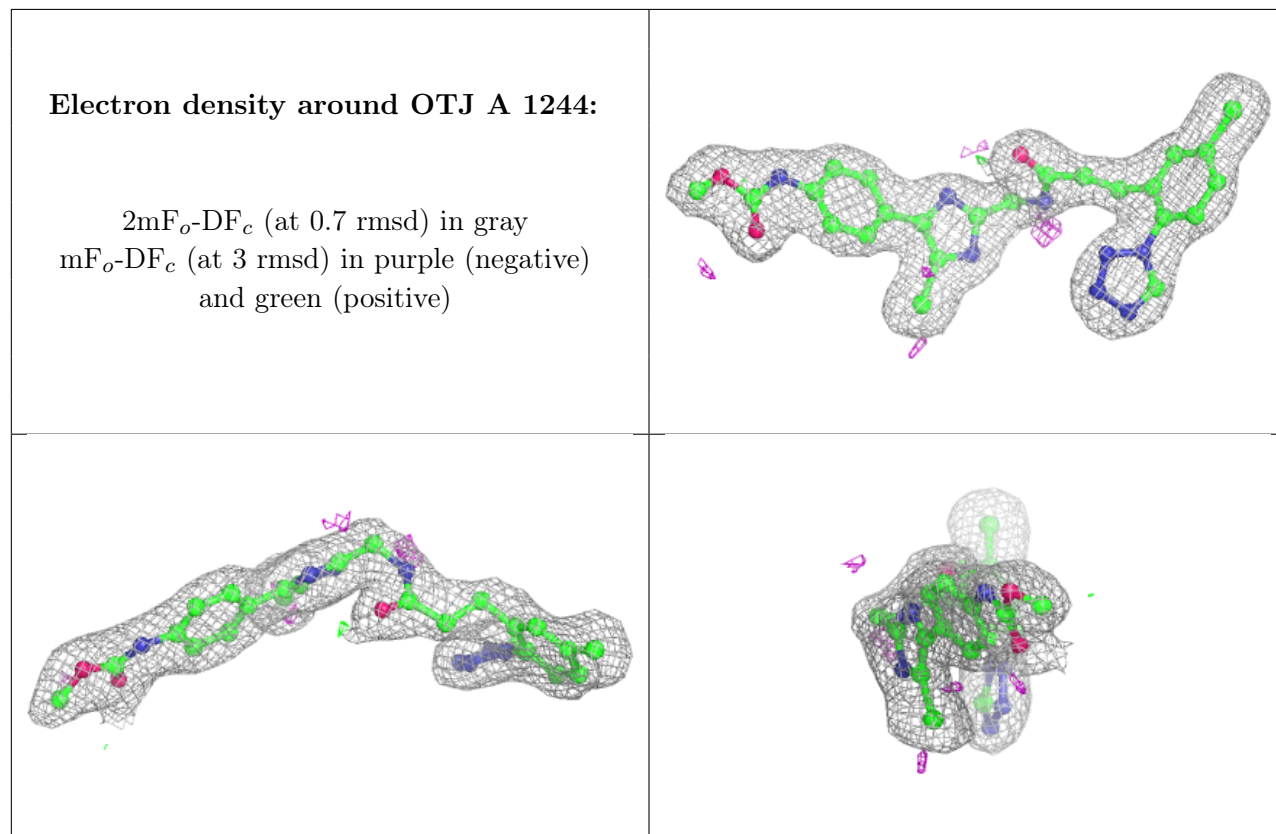 Electron density around OTJ A 1244:
2mFo-DFc (at 0.7 rmsd) in gray
mFo-DFc (at 3 rmsd) in purple (negative)
and green (positive)